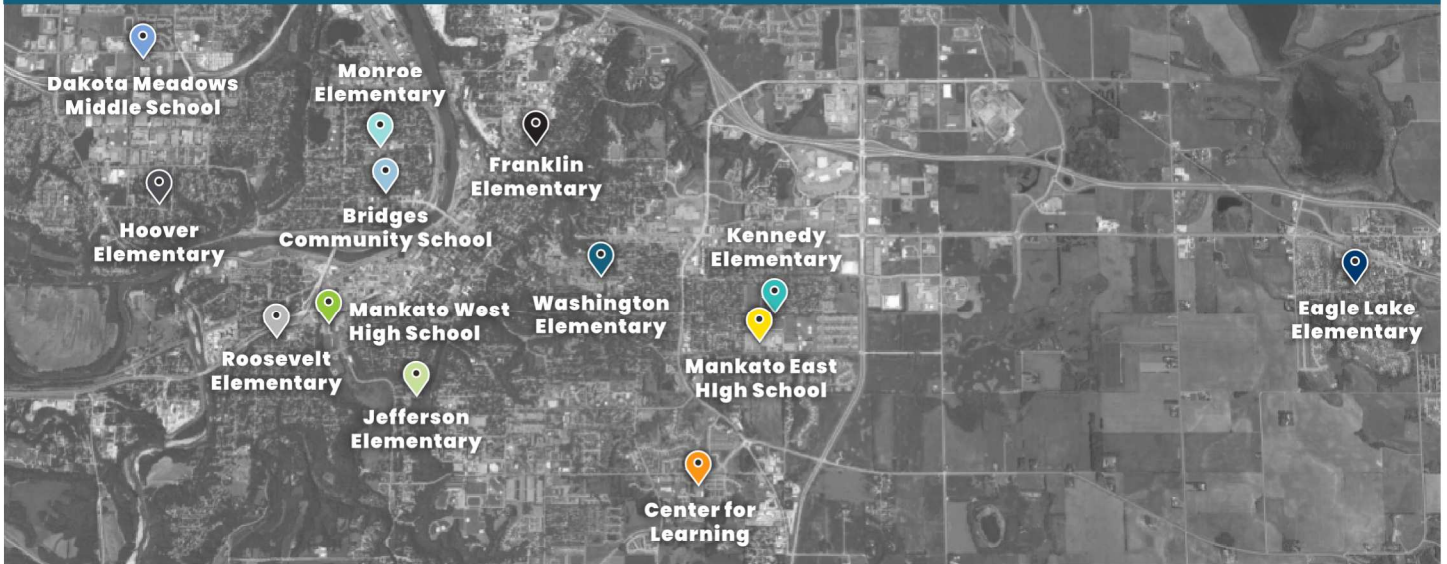 Dakota Meadows
Middle School
Monroe
Elementary
Franklin
Elementary
Hoover
Elementary
Bridges
Community School
Kennedy
Elementary
Washington
Elementary
Eagle Lake
Elementary
Mankato West
High School
Roosevelt
Elementary
Mankato East
HIgh School
Jefferson
Elementary
Center for
Learning